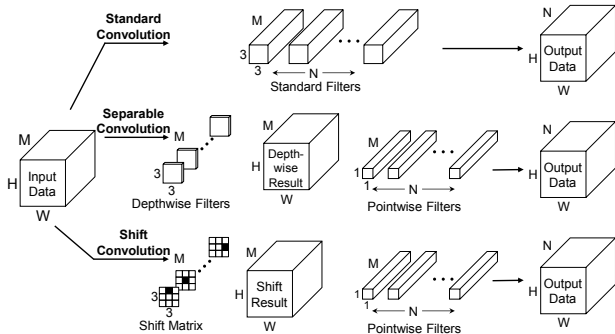 Standard
Convolution
M
3
3
N
Standard Filters
N
H
Output
Data
W
Separable
Convolution
M
H
Input
Data
W
M
3
3
Depthwise Filters
M
H
Depth-
wise
Result
W
M
1
1
N
Pointwise Filters
N
H
Output
Data
W
Shift
Convolution
M
3
3
Shift Matrix
M
H
Shift
Result
W
M
1
1
N
Pointwise Filters
N
H
Output
Data
W